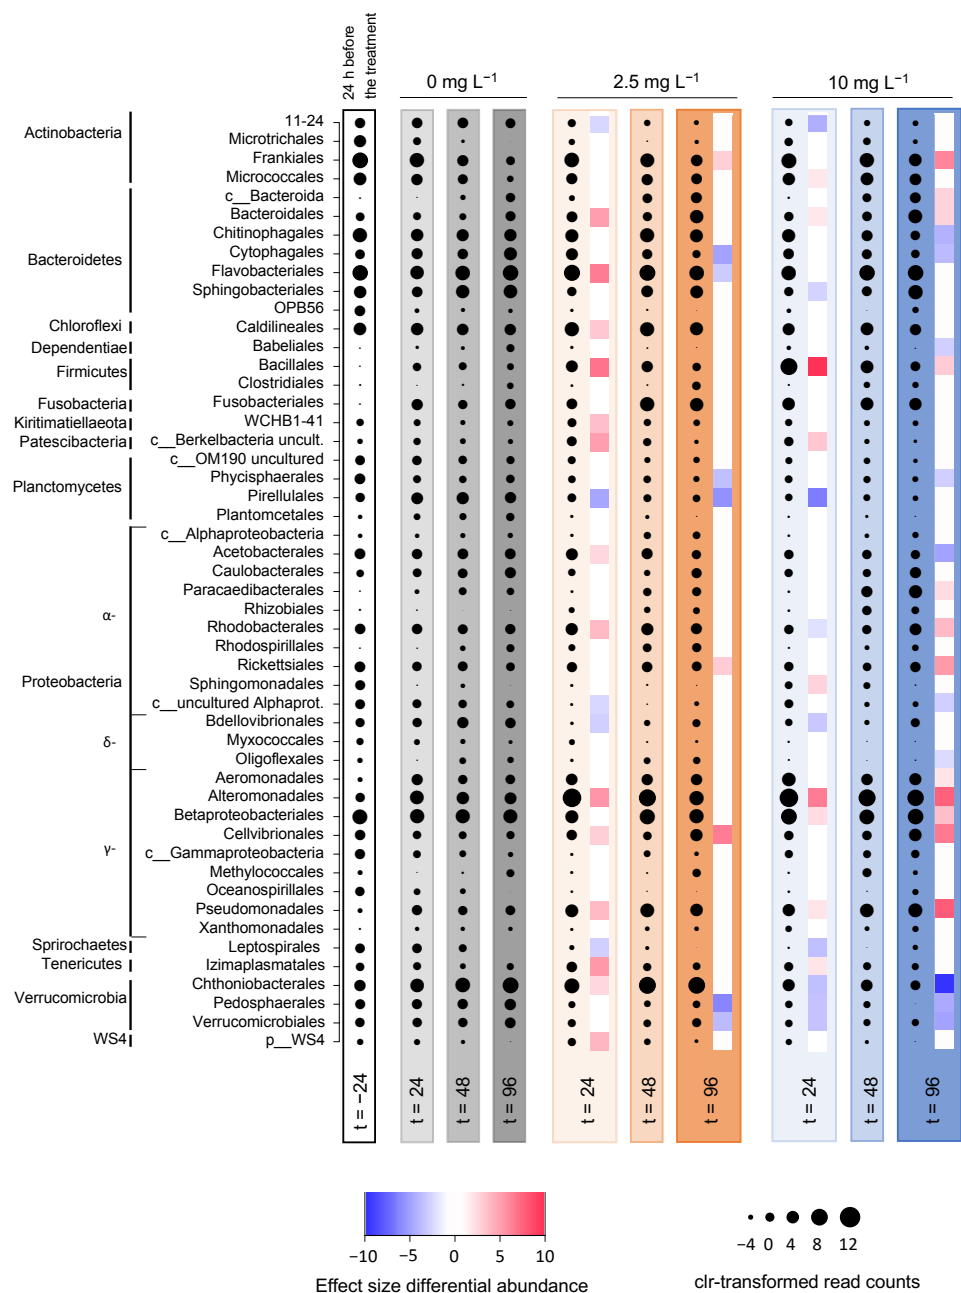 24 h before
the treatment
0 mg L⁻¹
2.5 mg L⁻¹
10 mg L⁻¹
Actinobacteria
11-24
Microtrichales
Frankiales
Micrococcales
Bacteroidetes
c__Bacteroida
Bacteroidales
Chitinophagales
Cytophagales
Flavobacteriales
Sphingobacteriales
OPB56
Chloroflexi
Caldilineales
Dependentiae
Babeliales
Firmicutes
Bacillales
Clostridiales
Fusobacteria
Fusobacteriales
Kiritimatiellaeota
WCHB1-41
Patescibacteria
c__Berkelbacteria uncult.
Planctomycetes
c__OM190 uncultured
Phycisphaerales
Pirellulales
Plantomcetales
Proteobacteria
α-
c__Alphaproteobacteria
Acetobacterales
Caulobacterales
Paracaedibacterales
Rhizobiales
Rhodobacterales
Rhodospirillales
Rickettsiales
Sphingomonadales
c__uncultured Alphaprot.
δ-
Bdellovibrionales
Myxococcales
Oligoflexales
γ-
Aeromonadales
Alteromonadales
Betaproteobacteriales
Cellvibrionales
c__Gammaproteobacteria
Methylococcales
Oceanospirillales
Pseudomonadales
Xanthomonadales
Sprirochaetes
Leptospirales
Tenericutes
Izimaplasmatales
Verrucomicrobia
Chthoniobacterales
Pedosphaerales
Verrucomicrobiales
WS4
p__WS4
t = −24
t = 24
t = 48
t = 96
t = 24
t = 48
t = 96
t = 24
t = 48
t = 96
−10 −5 0 5 10
Effect size differential abundance
−4 0 4 8 12
clr-transformed read counts